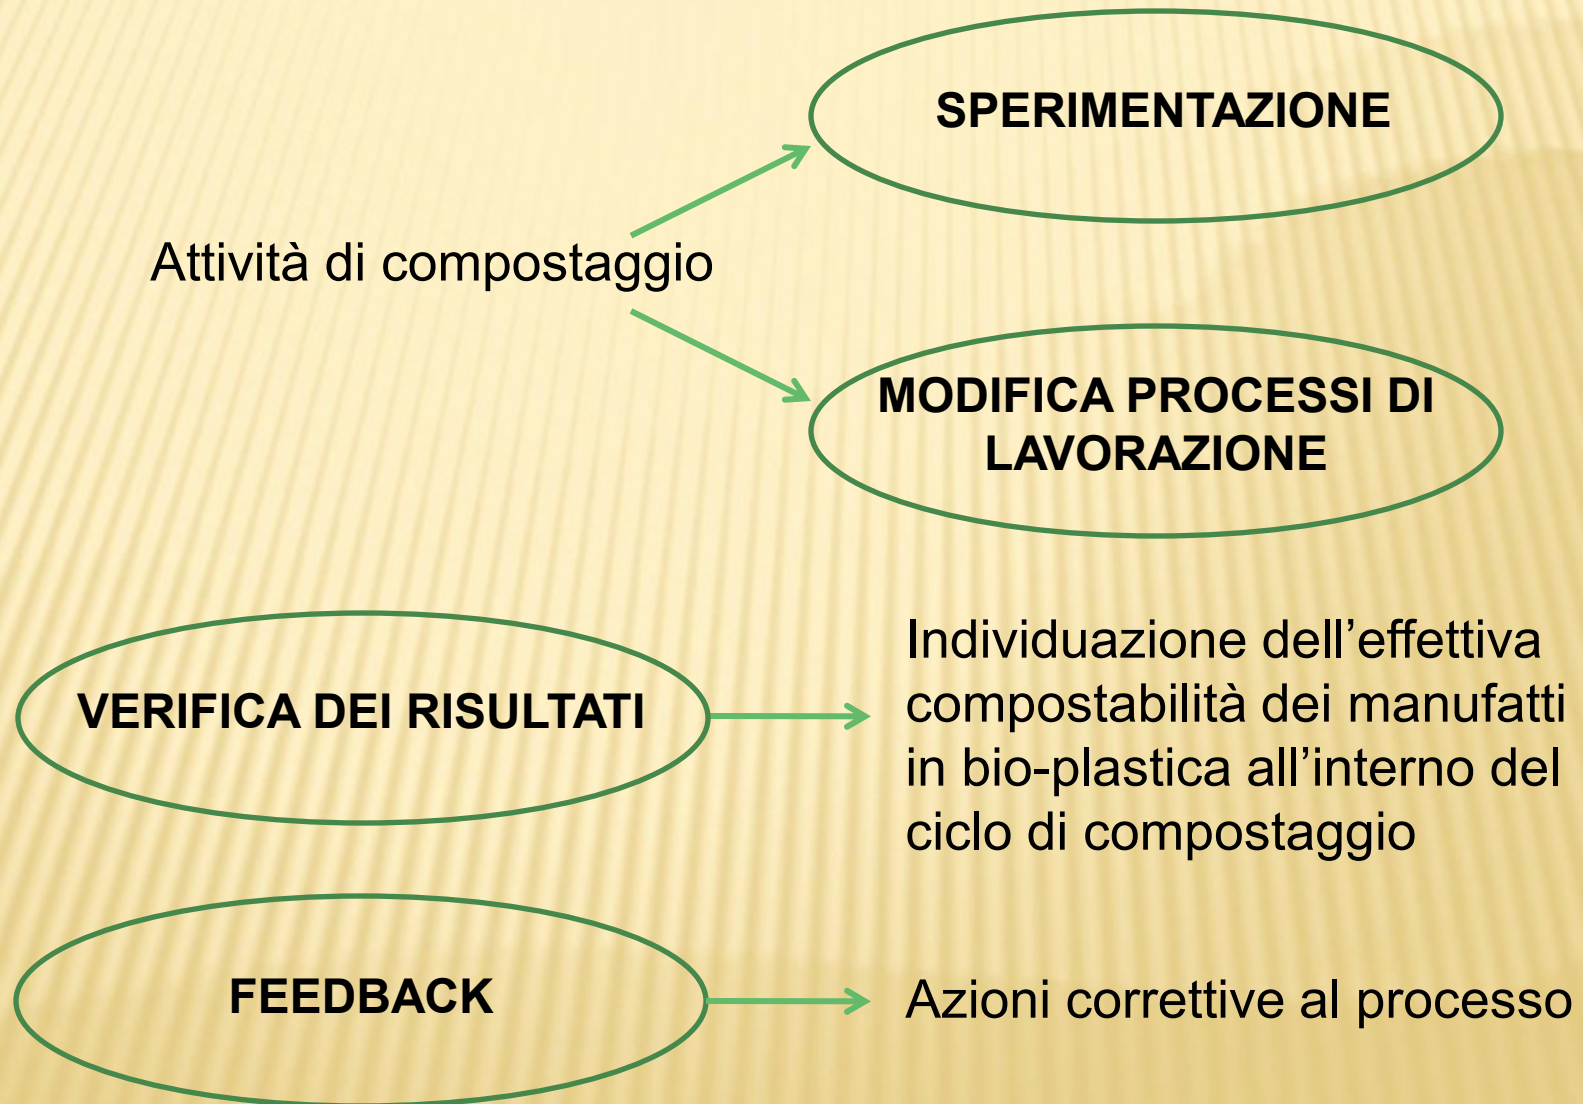 SPERIMENTAZIONE
Attività di compostaggio
MODIFICA PROCESSI DI
LAVORAZIONE
VERIFICA DEI RISULTATI
Individuazione dell’effettiva
compostabilità dei manufatti
in bio-plastica all’interno del
ciclo di compostaggio
FEEDBACK
Azioni correttive al processo